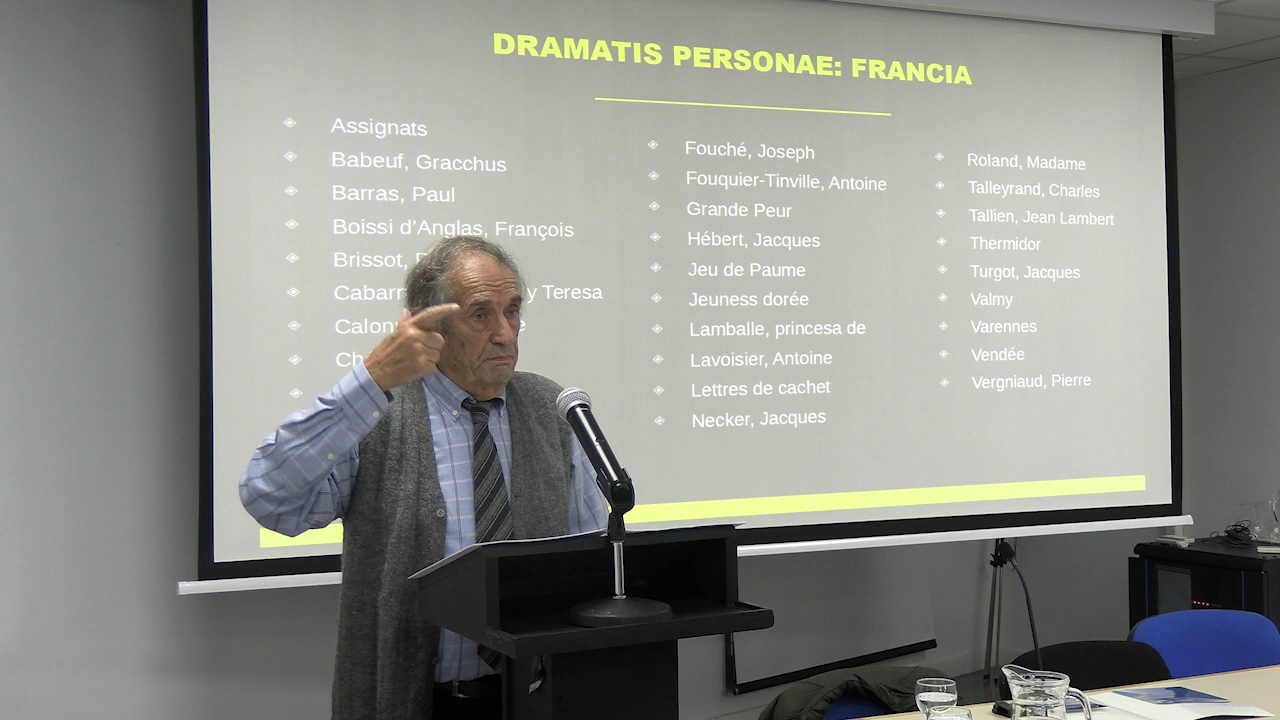 DRAMATIS PERSONAE: FRANCIA
Assignats
Babeuf, Gracchus
Barras, Paul
Boissi d'Anglas, François
Brissot,
y Teresa
Fouché, Joseph
Fouquier-Tinville, Antoine
Grande Peur
Hébert, Jacques
Jeu de Paume
Jeuness dorée
Lamballe, princesa de
Lavoisier, Antoine
Lettres de cachet
Necker, Jacques
Roland, Madame
Talleyrand, Charles
Tallien, Jean Lambert
Thermidor
Turgot, Jacques
Valmy
Varennes
Vendée
Vergniaud, Pierre